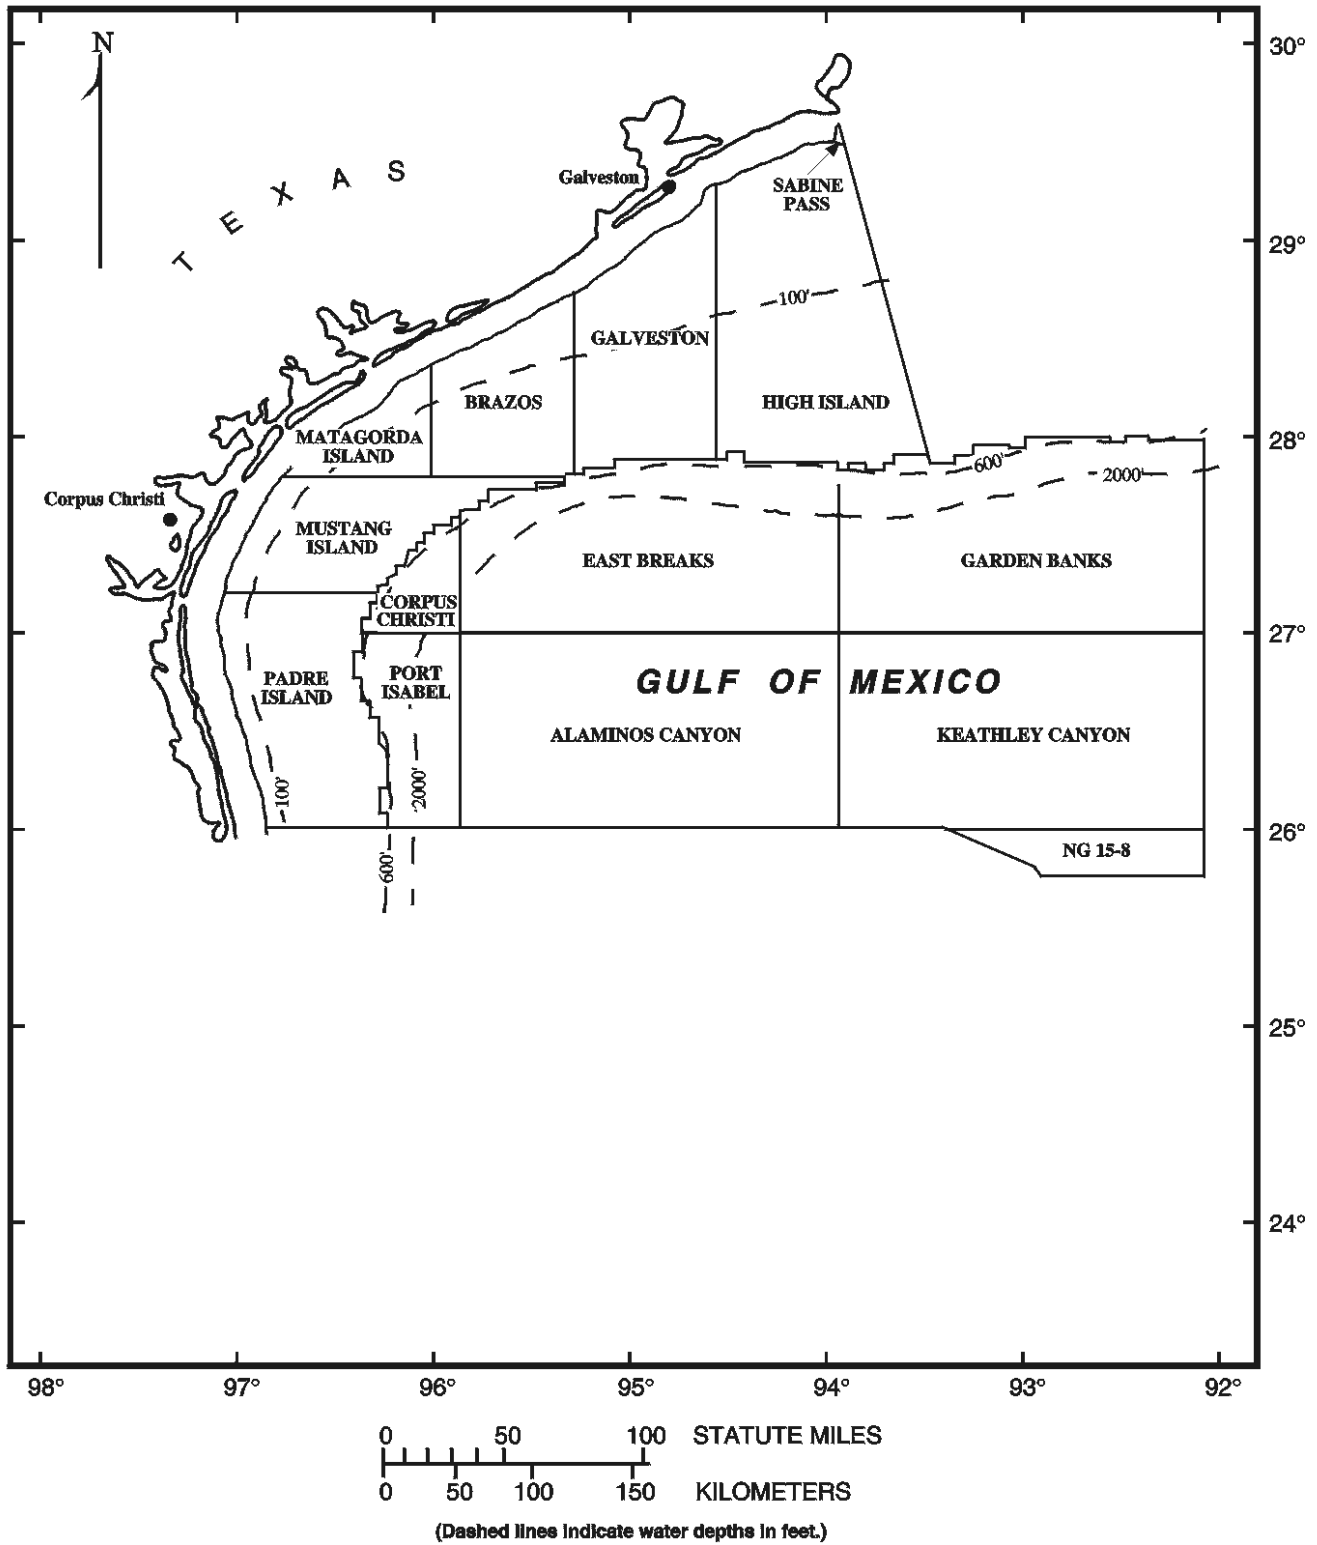 30°
N
TEXAS
Galveston
SABINE
PASS
29°
100'
GALVESTON
BRAZOS
HIGH ISLAND
MATAGORDA
ISLAND
28°
600'
2000'
Corpus Christi
MUSTANG
ISLAND
EAST BREAKS
GARDEN BANKS
CORPUS
CHRISTI
27°
PADRE
ISLAND
PORT
ISABEL
GULF OF MEXICO
ALAMINOS CANYON
KEATHLEY CANYON
100'
2000'
26°
NG 15-8
600'
25°
24°
98° 97° 96° 95° 94° 93° 92°
0 50 100 STATUTE MILES
0 50 100 150 KILOMETERS
(Dashed lines indicate water depths in feet.)